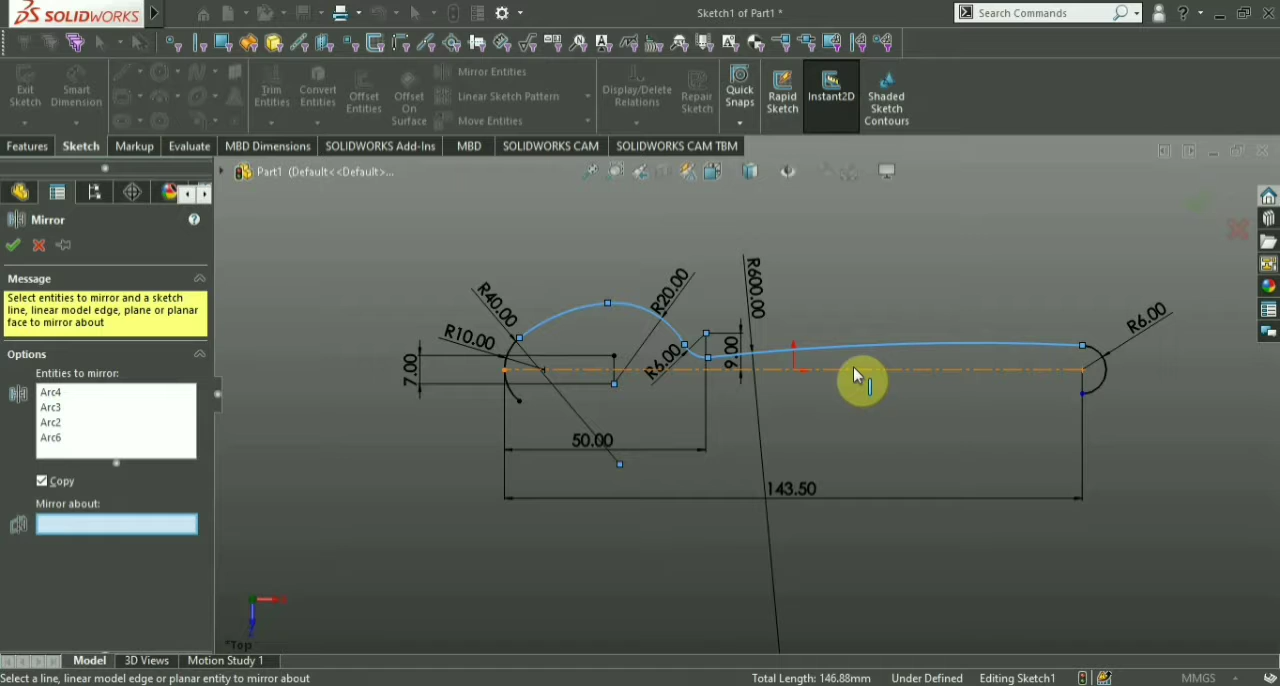 DS SOLIDWORKS
Sketch1 of Part1 *
Search Commands
Exit Sketch
Smart Dimension
Trim Entities
Convert Entities
Offset Entities
Offset On Surface
Mirror Entities
Linear Sketch Pattern
Move Entities
Display/Delete Relations
Repair Sketch
Quick Snaps
Rapid Sketch
Instant2D
Shaded Sketch Contours
Features
Sketch
Markup
Evaluate
MBD Dimensions
SOLIDWORKS Add-Ins
MBD
SOLIDWORKS CAM
SOLIDWORKS CAM TBM
Part1 (Default<<Default>...
Mirror
Message
Select entities to mirror and a sketch
line, linear model edge, plane or planar
face to mirror about
Options
Entities to mirror:
Arc4
Arc3
Arc2
Arc6
Copy
Mirror about:
R40.00
R10.00
7.00
R20.00
R6.00
9.00
R600.00
R6.00
50.00
143.50
*Top
Model
3D Views
Motion Study 1
Select a line, linear model edge or planar entity to mirror about
Total Length: 146.88mm
Under Defined
Editing Sketch1
MMGS